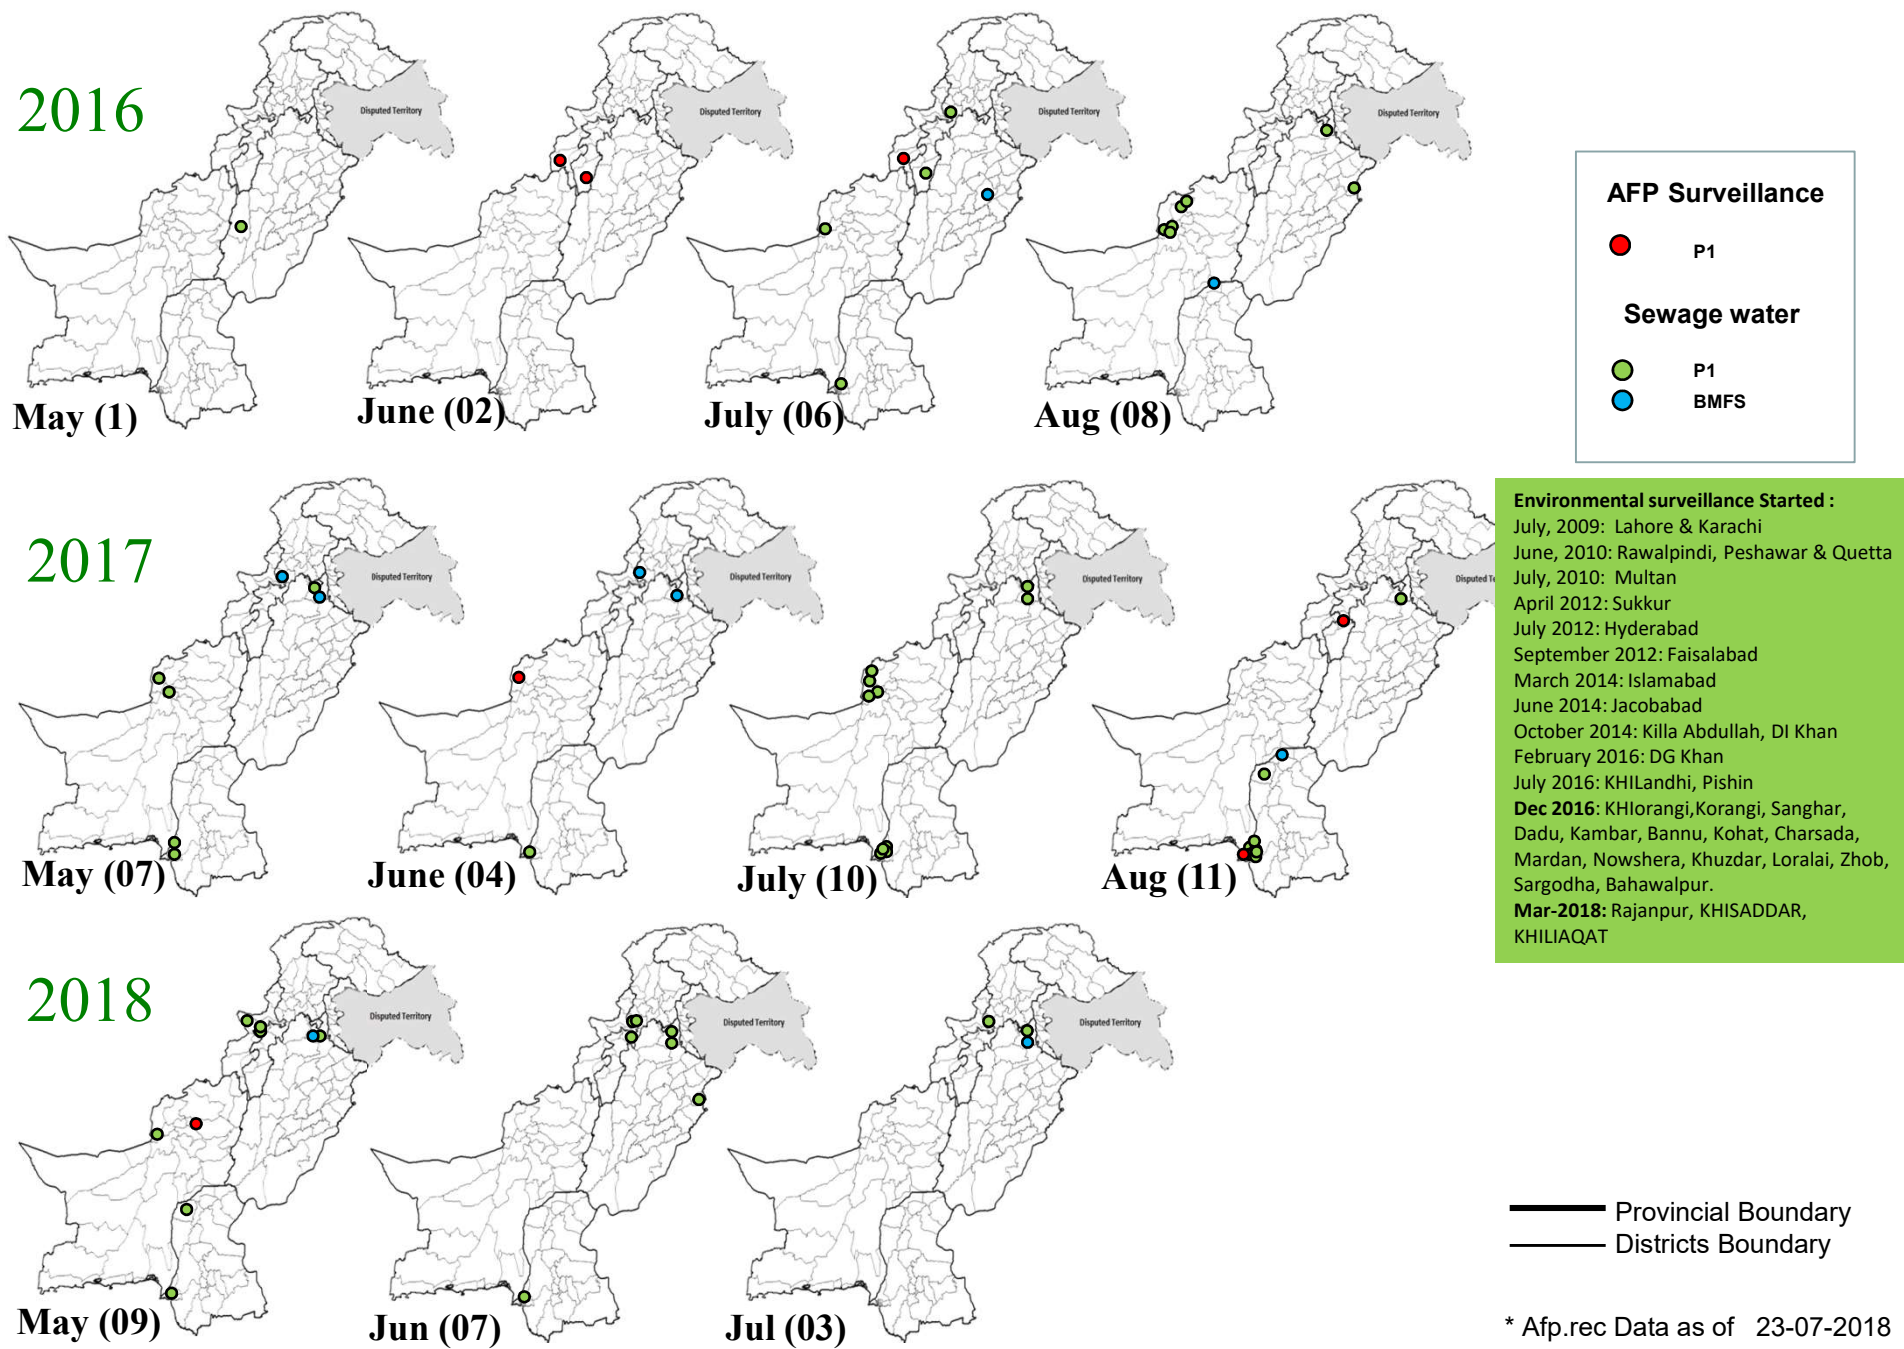 2016
Disputed Territory
Disputed Territory
Disputed Territory
Disputed Territory
May (1)
June (02)
July (06)
Aug (08)
AFP Surveillance
P1
Sewage water
P1
BMFS
2017
Disputed Territory
Disputed Territory
Disputed Territory
Disputed Te
May (07)
June (04)
July (10)
Aug (11)
Environmental surveillance Started :
July, 2009: Lahore & Karachi
June, 2010: Rawalpindi, Peshawar & Quetta
July, 2010: Multan
April 2012: Sukkur
July 2012: Hyderabad
September 2012: Faisalabad
March 2014: Islamabad
June 2014: Jacobabad
October 2014: Killa Abdullah, DI Khan
February 2016: DG Khan
July 2016: KHILandhi, Pishin
Dec 2016: KHIorangi,Korangi, Sanghar,
Dadu, Kambar, Bannu, Kohat, Charsada,
Mardan, Nowshera, Khuzdar, Loralai, Zhob,
Sargodha, Bahawalpur.
Mar-2018: Rajanpur, KHISADDAR,
KHILIAQAT
2018
Disputed Territory
Disputed Territory
Disputed Territory
May (09)
Jun (07)
Jul (03)
Provincial Boundary
Districts Boundary
* Afp.rec Data as of 23-07-2018